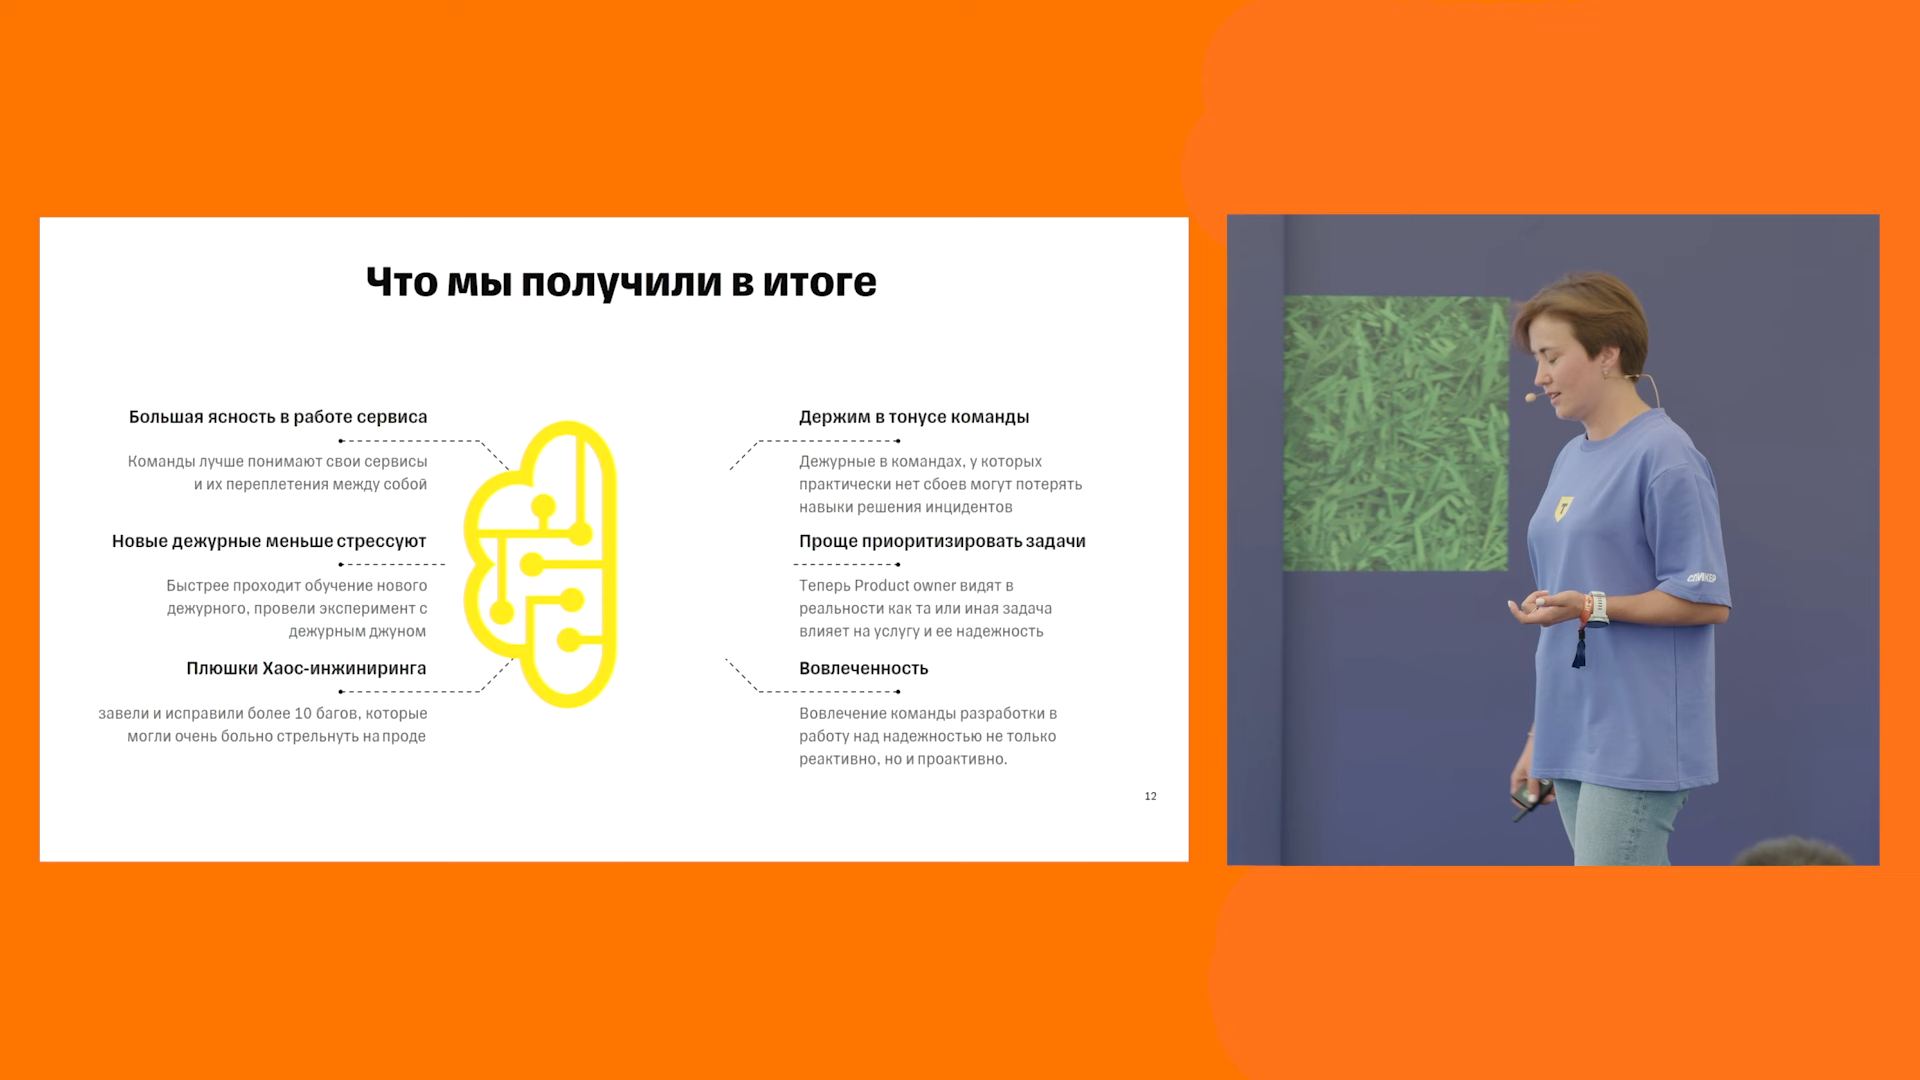 Что мы получили в итоге
Большая ясность в работе сервиса
Команды лучше понимают свои сервисы
и их переплетения между собой
Новые дежурные меньше стрессуют
Быстрее проходит обучение нового
дежурного, провели эксперимент с
дежурным джуном
Плюшки Хаос-инжиниринга
завели и исправили более 10 багов, которые
могли очень больно стрельнуть на проде
Держим в тонусе команды
Дежурные в командах, у которых
практически нет сбоев могут потерять
навыки решения инцидентов
Проще приоритизировать задачи
Теперь Product owner видят в
реальности как та или иная задача
влияет на услугу и ее надежность
Вовлеченность
Вовлечение команды разработки в
работу над надежностью не только
реактивно, но и проактивно.
12
Т
СПИКЕР